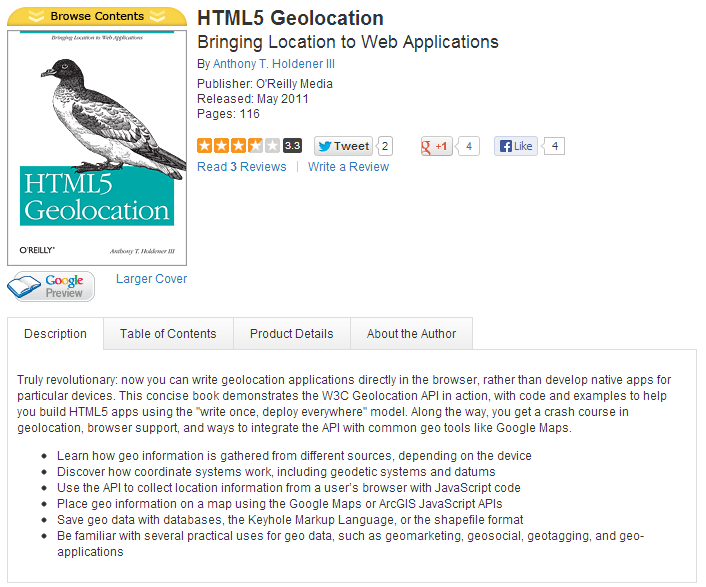 Browse Contents
HTML5 Geolocation
Bringing Location to Web Applications
By Anthony T. Holdener III
Publisher: O'Reilly Media
Released: May 2011
Pages: 116
3.3
Tweet 2
g +1 4
Like 4
Read 3 Reviews
Write a Review
Bringing Location to Web Applications
HTML5
Geolocation
O'REILLY®
Anthony T. Holdener III
Google
Preview
Larger Cover
Description
Table of Contents
Product Details
About the Author
Truly revolutionary: now you can write geolocation applications directly in the browser, rather than develop native apps for
particular devices. This concise book demonstrates the W3C Geolocation API in action, with code and examples to help
you build HTML5 apps using the "write once, deploy everywhere" model. Along the way, you get a crash course in
geolocation, browser support, and ways to integrate the API with common geo tools like Google Maps.
• Learn how geo information is gathered from different sources, depending on the device
• Discover how coordinate systems work, including geodetic systems and datums
• Use the API to collect location information from a user's browser with JavaScript code
• Place geo information on a map using the Google Maps or ArcGIS JavaScript APIs
• Save geo data with databases, the Keyhole Markup Language, or the shapefile format
• Be familiar with several practical uses for geo data, such as geomarketing, geosocial, geotagging, and geo-
applications